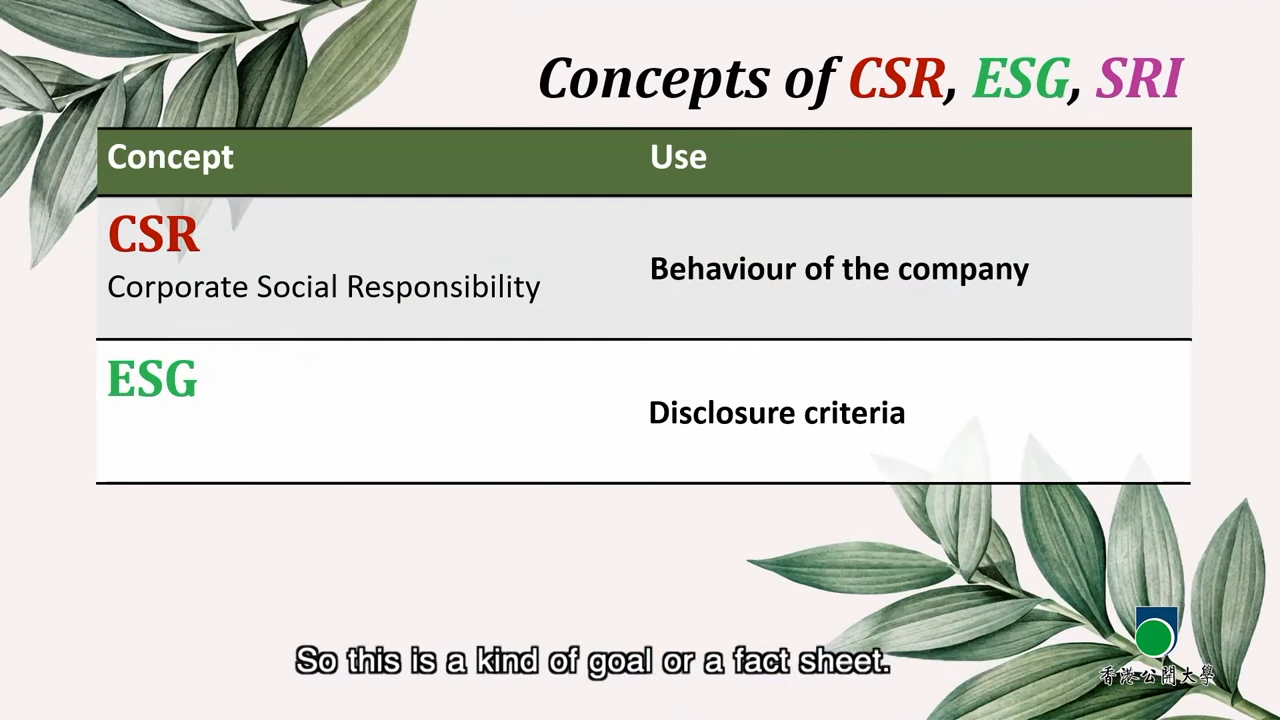 Concepts of CSR, ESG, SRI
Concept Use
CSR
Corporate Social Responsibility
Behaviour of the company
ESG
Disclosure criteria
So this is a kind of goal or a fact sheet.
香港公開大學